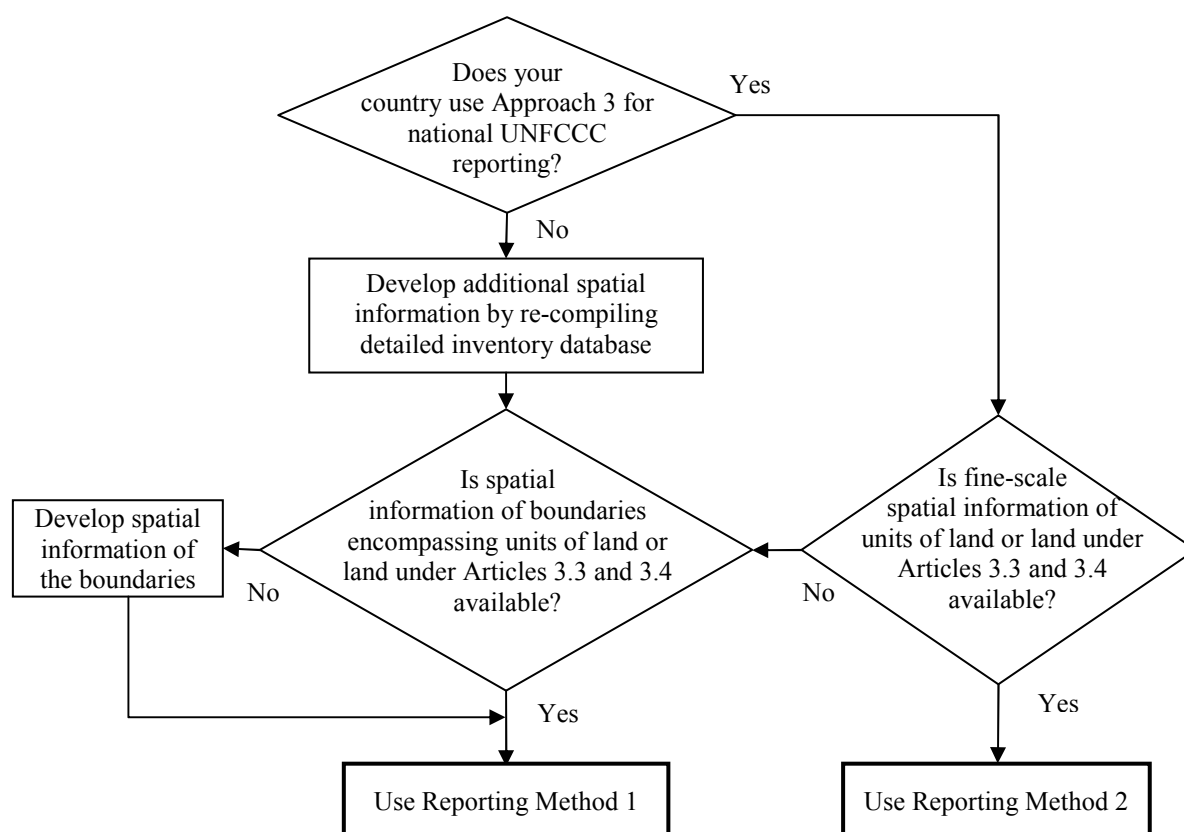 Does your
country use Approach 3 for
national UNFCCC
reporting?
Yes
No
Develop additional spatial
information by re-compiling
detailed inventory database
Is spatial
information of boundaries
encompassing units of land or
land under Articles 3.3 and 3.4
available?
Is fine-scale
spatial information of
units of land or land under
Articles 3.3 and 3.4
available?
Develop spatial
information of
the boundaries
No
No
Yes
Yes
Use Reporting Method 1
Use Reporting Method 2